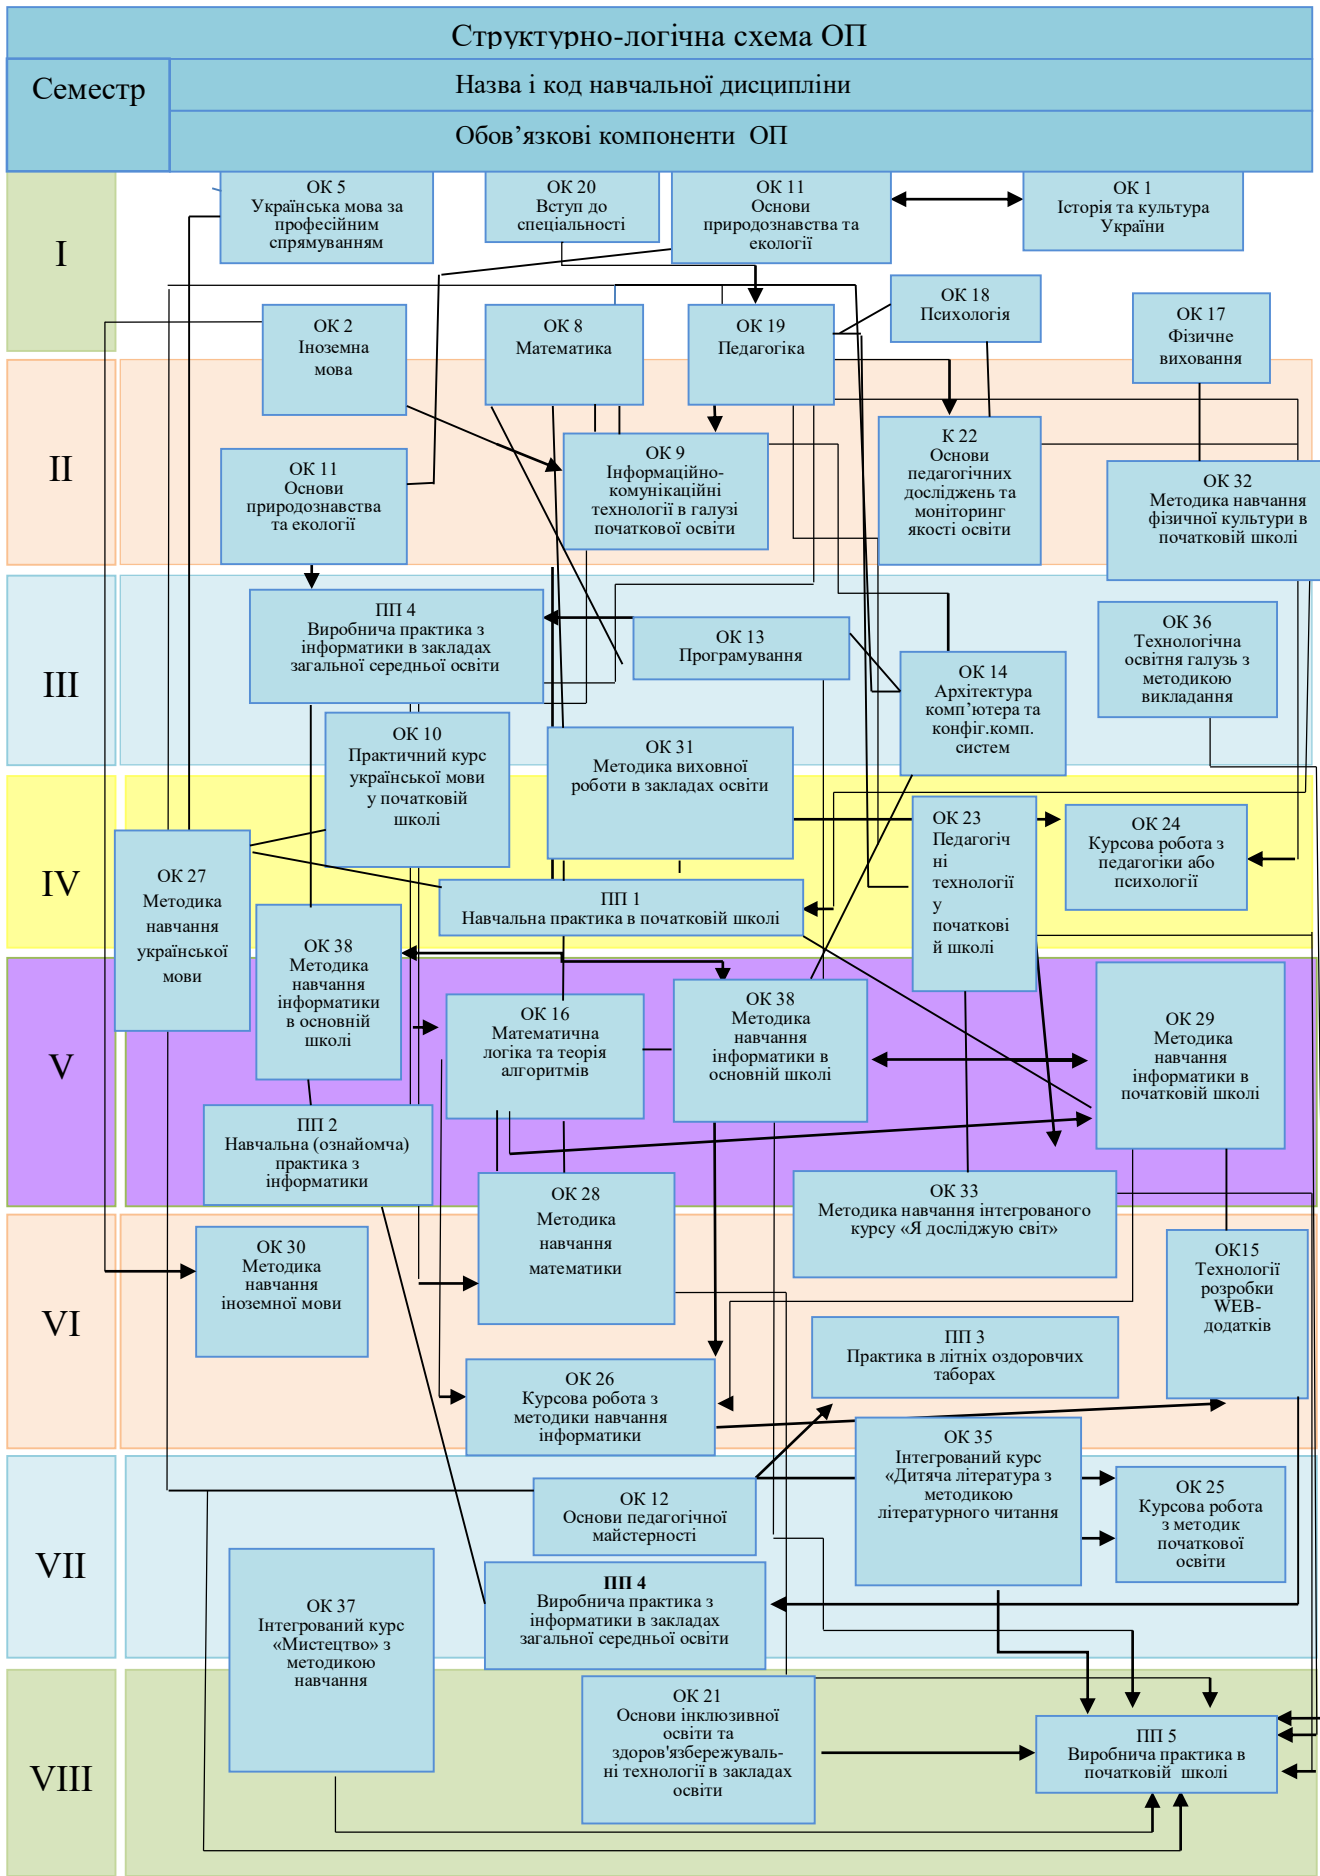 Структурно-логічна схема ОП
Семестр
Назва і код навчальної дисципліни
Обов’язкові компоненти ОП
I
ОК 5
Українська мова за
професійним
спрямуванням
ОК 20
Вступ до
спеціальності
ОК 11
Основи
природознавства та
екології
ОК 1
Історія та культура
України
ОК 2
Іноземна
мова
ОК 8
Математика
ОК 19
Педагогіка
ОК 18
Психологія
ОК 17
Фізичне
виховання
II
ОК 11
Основи
природознавства
та екології
ОК 9
Інформаційно-
комунікаційні
технології в галузі
початкової освіти
К 22
Основи
педагогічних
досліджень та
моніторинг
якості освіти
ОК 32
Методика навчання
фізичної культури в
початковій школі
III
ПП 4
Виробнича практика з
інформатики в закладах
загальної середньої освіти
ОК 13
Програмування
ОК 14
Архітектура
комп’ютера та
конфіг.комп.
систем
ОК 36
Технологічна
освітня галузь з
методикою
викладання
ОК 10
Практичний курс
української мови
у початковій
школі
ОК 31
Методика виховної
роботи в закладах освіти
IV
ОК 27
Методика
навчання
української
мови
ОК 23
Педагогіч
ні
технології
у
початкові
й школі
ОК 24
Курсова робота з
педагогіки або
психології
ПП 1
Навчальна практика в початковій школі
ОК 38
Методика
навчання
інформатики
в основній
школі
V
ОК 16
Математична
логіка та теорія
алгоритмів
ОК 38
Методика
навчання
інформатики в
основній школі
ОК 29
Методика
навчання
інформатики в
початковій школі
ПП 2
Навчальна (ознайомча)
практика з
інформатики
ОК 28
Методика
навчання
математики
ОК 33
Методика навчання інтегрованого
курсу «Я досліджую світ»
VI
ОК 30
Методика
навчання
іноземної мови
ОК15
Технології
розробки
WEB-
додатків
ПП 3
Практика в літніх оздоровчих
таборах
ОК 26
Курсова робота з
методики навчання
інформатики
ОК 35
Інтегрований курс
«Дитяча література з
методикою
літературного читання
VII
ОК 12
Основи педагогічної
майстерності
ОК 25
Курсова робота
з методик
початкової
освіти
ОК 37
Інтегрований курс
«Мистецтво» з
методикою
навчання
ПП 4
Виробнича практика з
інформатики в закладах
загальної середньої освіти
VIII
ОК 21
Основи інклюзивної
освіти та
здоров'язбережуваль-
ні технології в закладах
освіти
ПП 5
Виробнича практика в
початковій школі